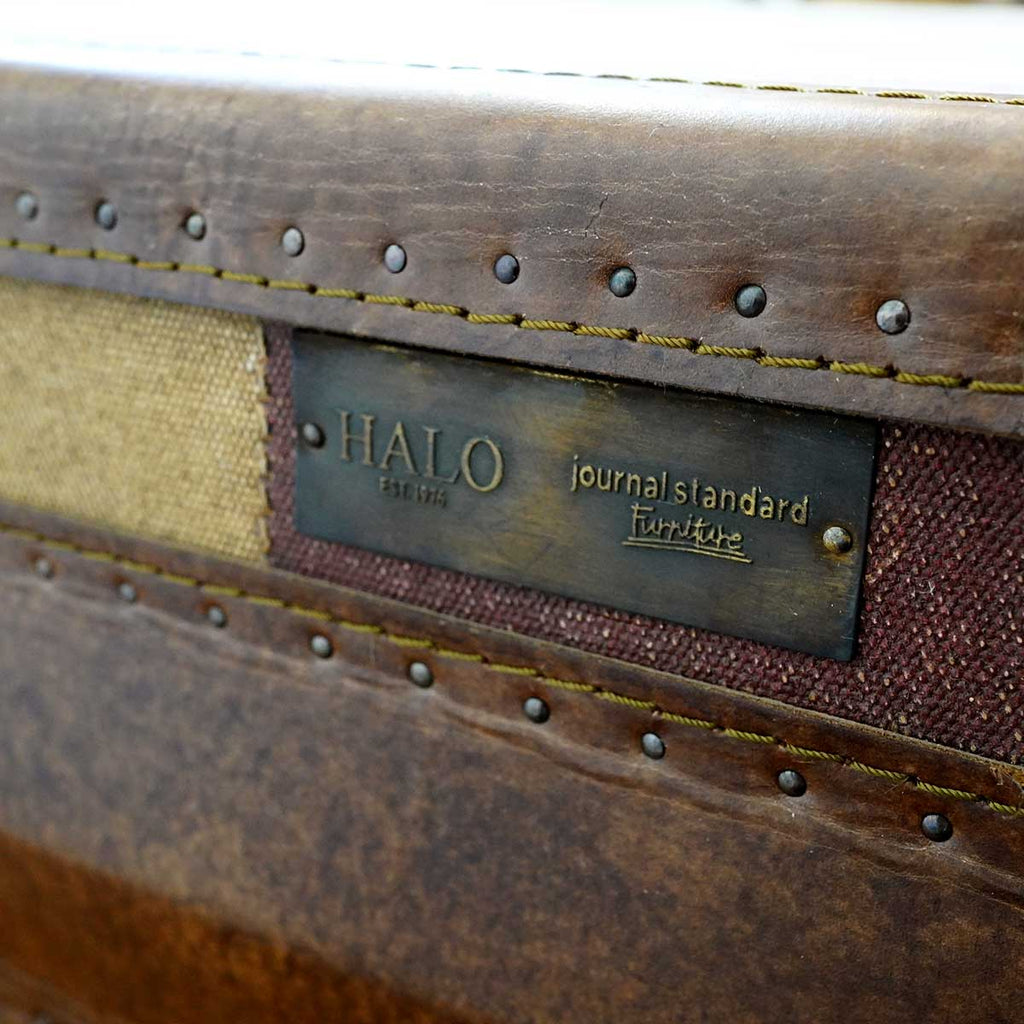 HALO
EST. 1976
journal standard
Furniture